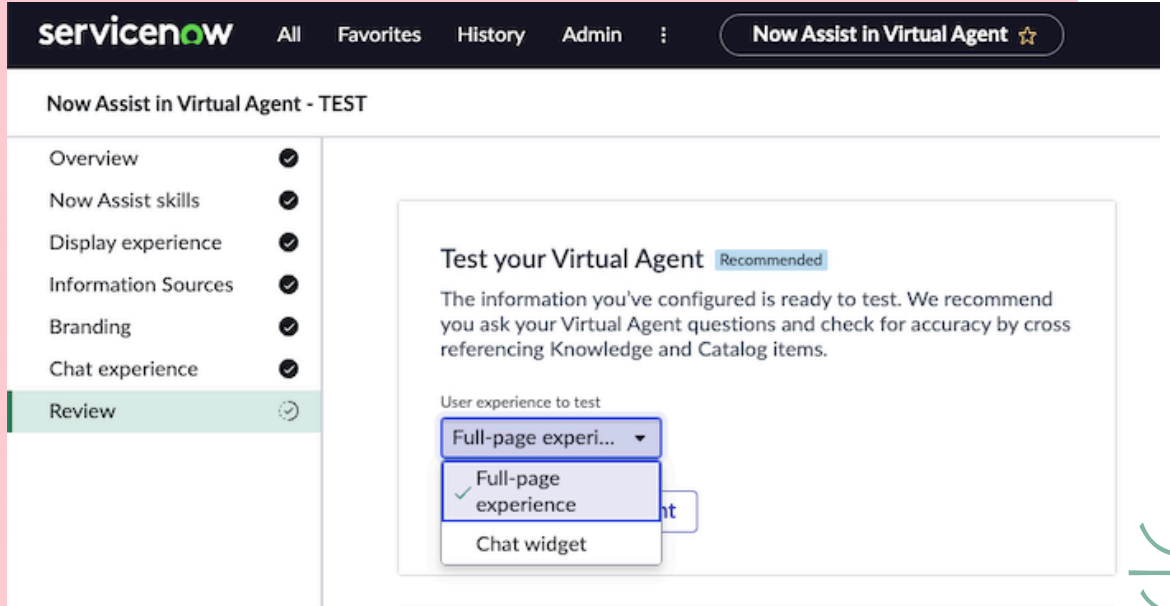 servicenow All Favorites History Admin Now Assist in Virtual Agent
Now Assist in Virtual Agent - TEST
Overview
Now Assist skills
Display experience
Information Sources
Branding
Chat experience
Review
Test your Virtual Agent Recommended
The information you've configured is ready to test. We recommend
you ask your Virtual Agent questions and check for accuracy by cross
referencing Knowledge and Catalog items.
User experience to test
Full-page experi...
Full-page
experience
Chat widget